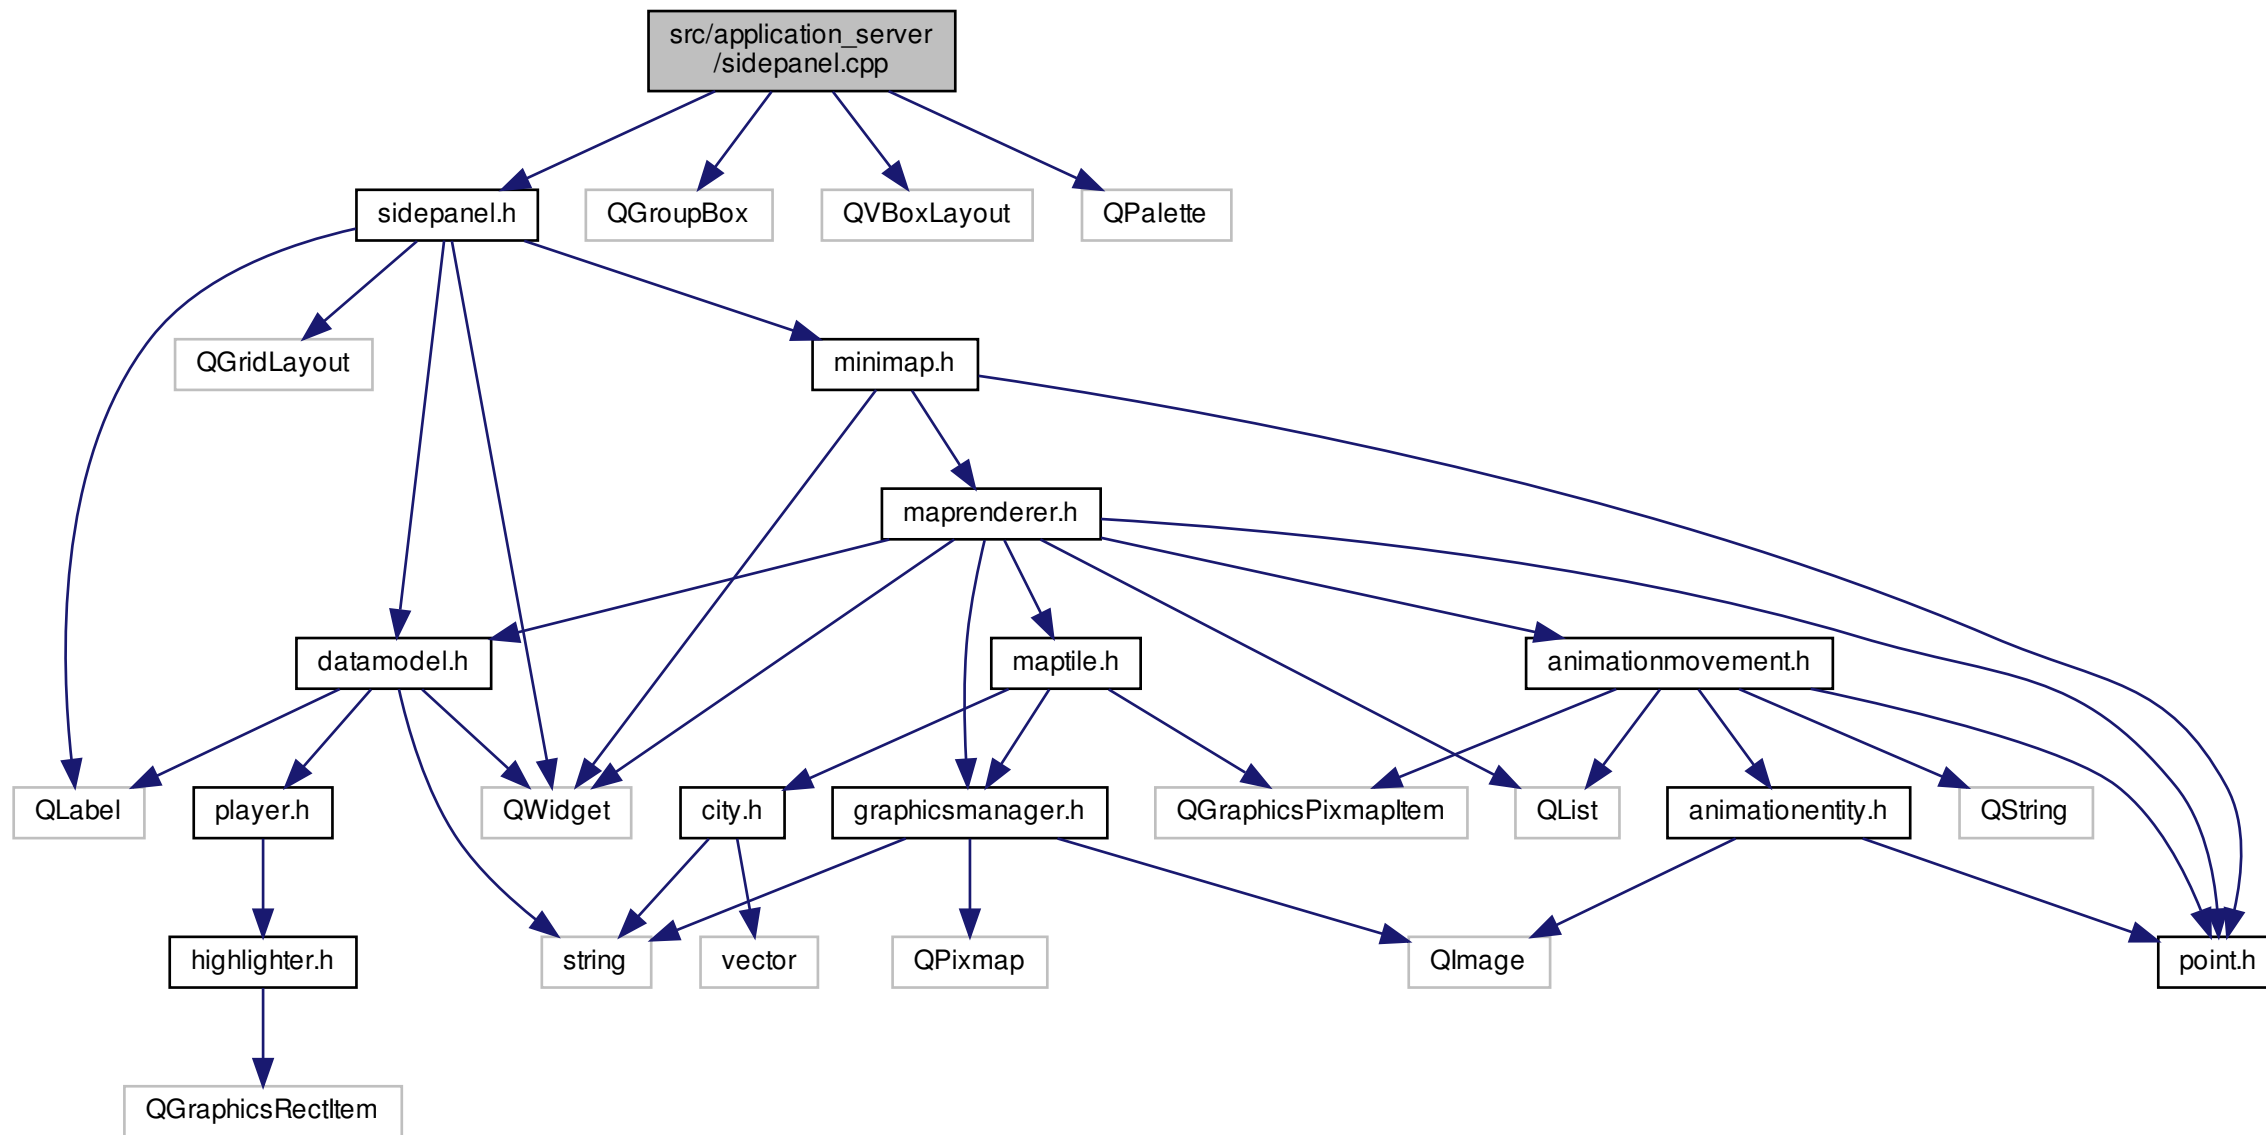 src/application_server
/sidepanel.cpp
sidepanel.h
QGroupBox
QVBoxLayout
QPalette
QGridLayout
minimap.h
maprenderer.h
datamodel.h
maptile.h
animationmovement.h
QLabel
player.h
QWidget
city.h
graphicsmanager.h
QGraphicsPixmapItem
QList
animationentity.h
QString
highlighter.h
string
vector
QPixmap
QImage
point.h
QGraphicsRectItem